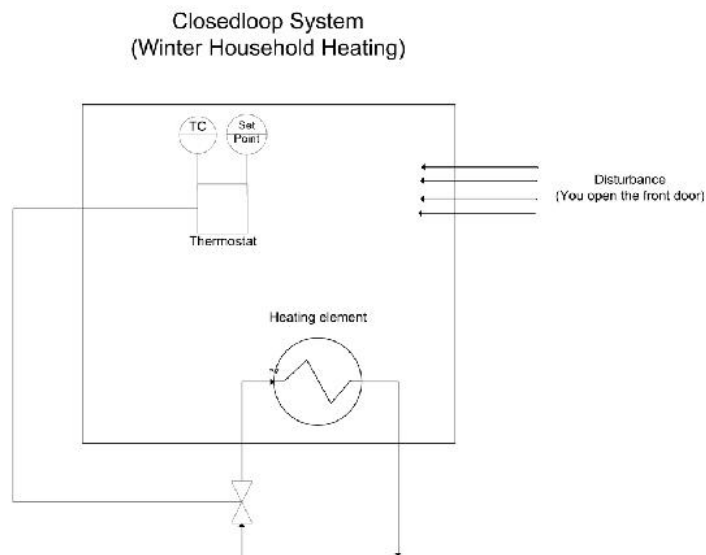 Closedloop System
(Winter Household Heating)
TC
Set
Point
Thermostat
Disturbance
(You open the front door)
Heating element